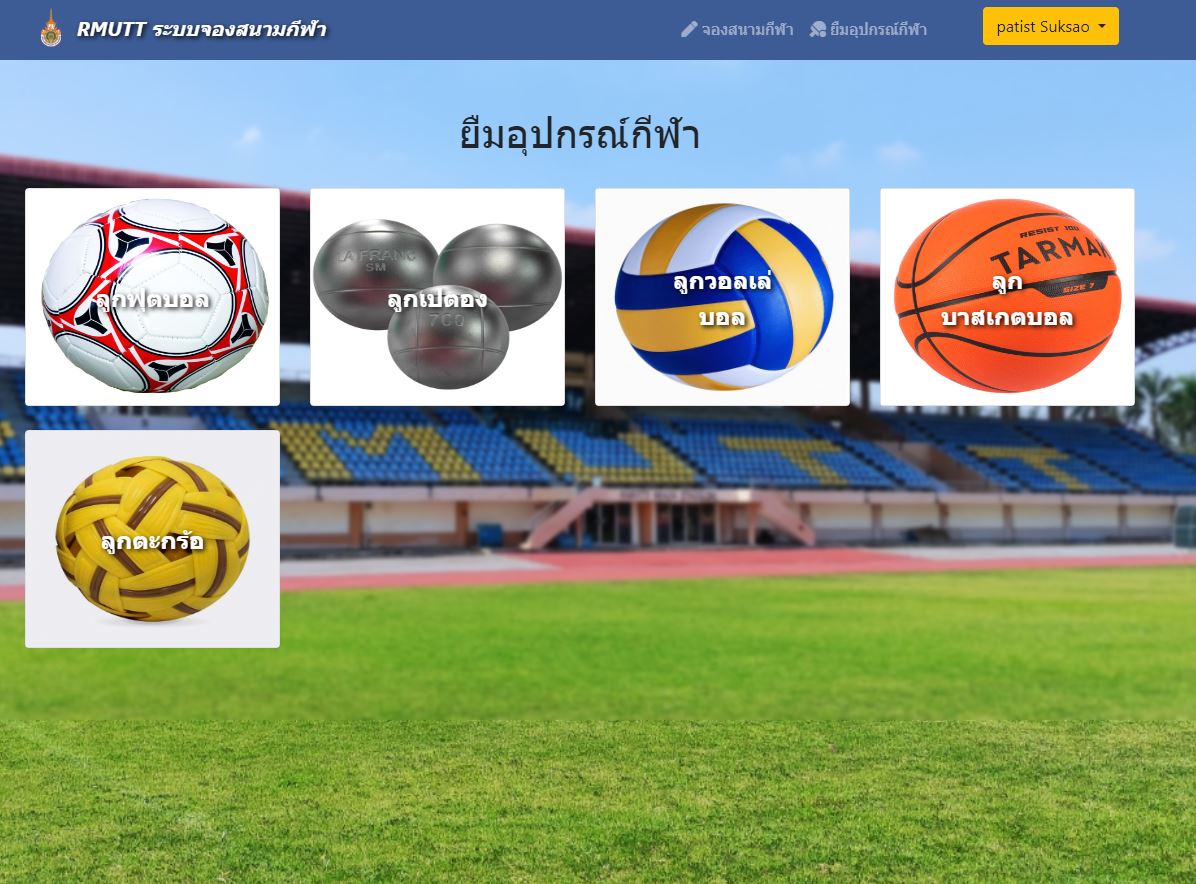 RMUTT ระบบจองสนามกีฬา
จองสนามกีฬา
ยืมอุปกรณ์กีฬา
patist Suksao
ยืมอุปกรณ์กีฬา
ลูกฟุตบอล
LA FRANC
SM
ลูกเปตอง
760
ลูกวอลเล่
บอล
RESIST 100
TARMAK
ลูก
SIZE 7
บาสเกตบอล
MUTT
ลูกตะกร้อ